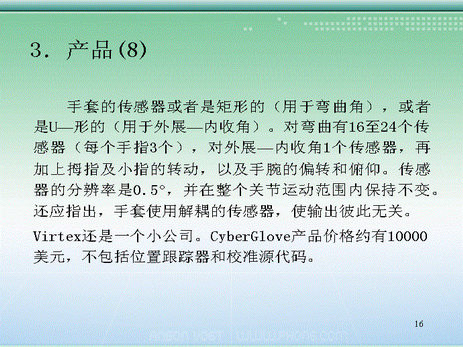 3. 产品(8)
手套的传感器或者是矩形的（用于弯曲角），或者
是U—形的（用于外展—内收角）。对弯曲有16至24个传
感器（每个手指3个），对外展—内收角1个传感器，再
加上拇指及小指的转动，以及手腕的偏转和俯仰。传感
器的分辨率是0.5°，并在整个关节运动范围内保持不变。
还应指出，手套使用解耦的传感器，使输出彼此无关。
Virtex还是一个小公司。CyberGlove产品价格约有10000
美元，不包括位置跟踪器和校准源代码。
16